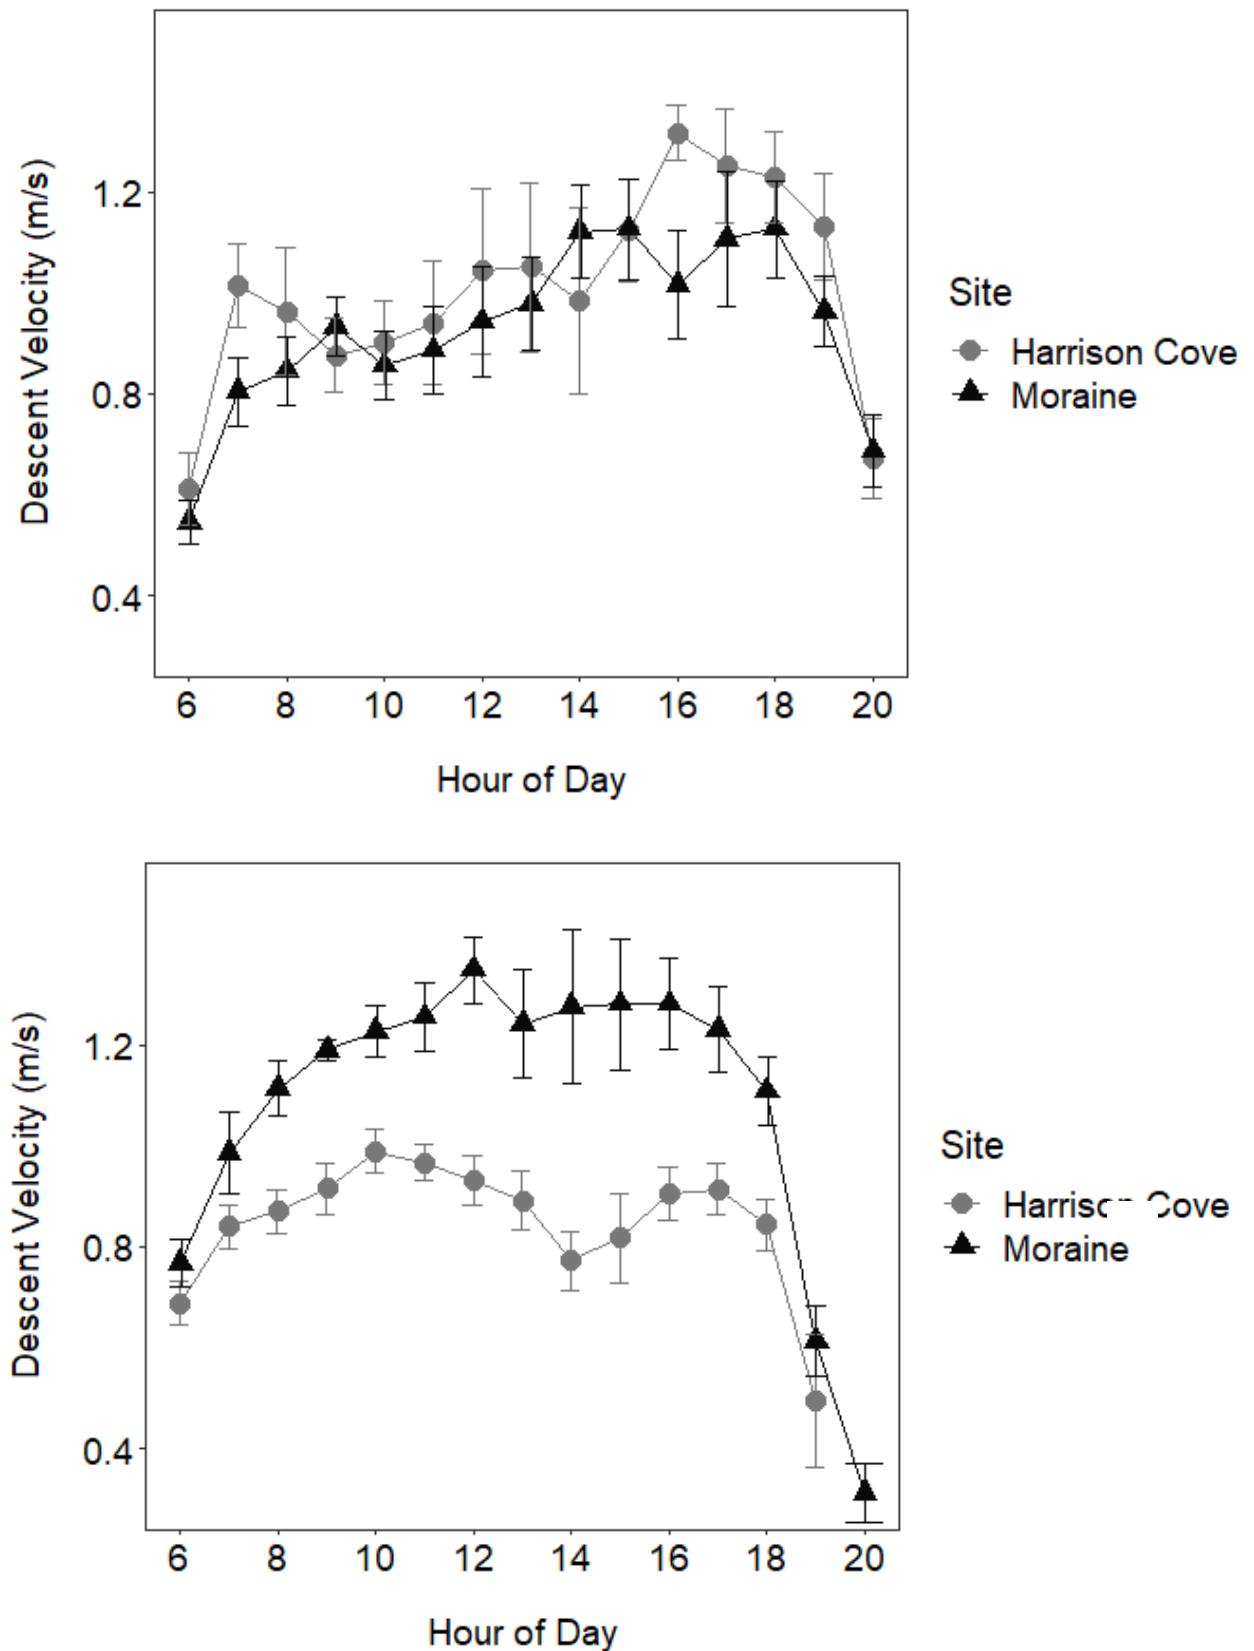 Descent Velocity (m/s)
1.2
0.8
0.4
6 8 10 12 14 16 18 20
Hour of Day
Site
Harrison Cove
Moraine
Descent Velocity (m/s)
1.2
0.8
0.4
6 8 10 12 14 16 18 20
Hour of Day
Site
Harrison Cove
Moraine